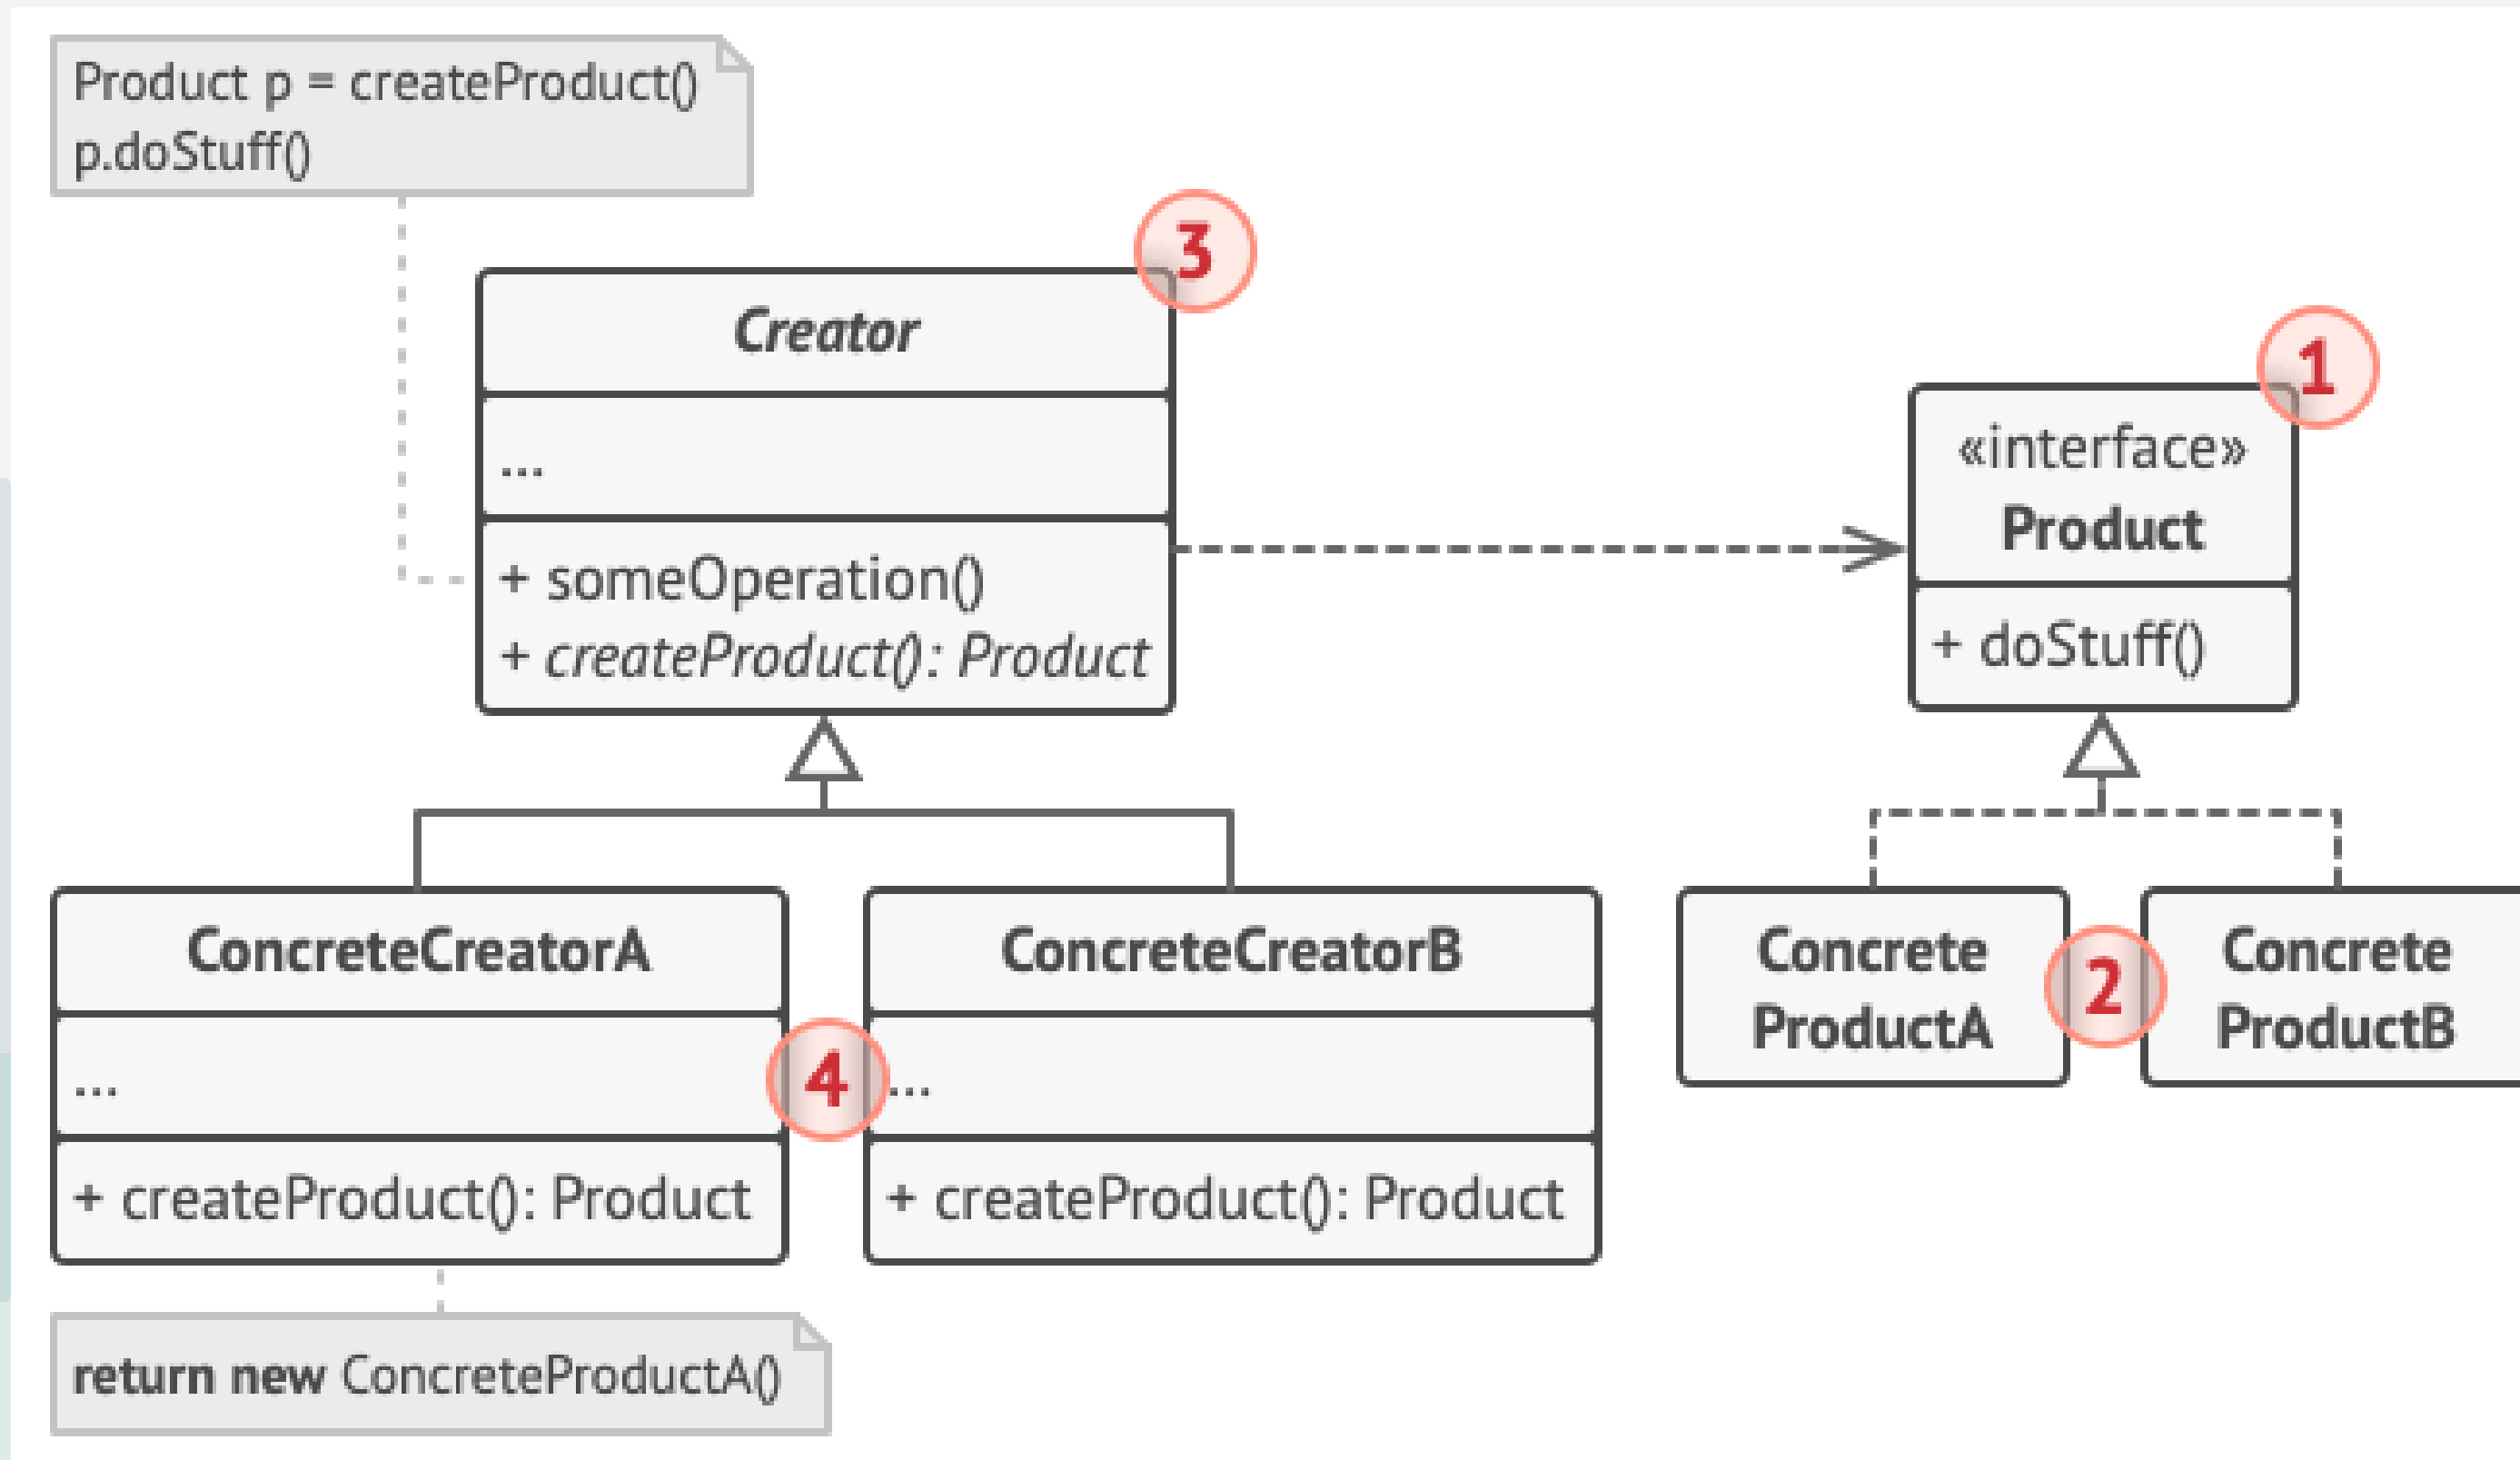 Product p = createProduct()
p.doStuff()
3
Creator
...
+ someOperation()
+ createProduct(): Product
1
«interface»
Product
+ doStuff()
ConcreteCreatorA
...
+ createProduct(): Product
4
ConcreteCreatorB
...
+ createProduct(): Product
Concrete
ProductA
2
Concrete
ProductB
return new ConcreteProductA()